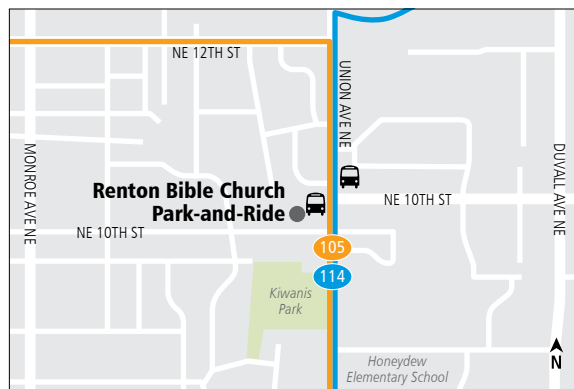 NE 12TH ST
UNION AVE NE
MONROE AVE NE
DUVALL AVE NE
Renton Bible Church
Park-and-Ride
NE 10TH ST
NE 10TH ST
105
114
Kiwanis
Park
Honeydew
Elementary School
N